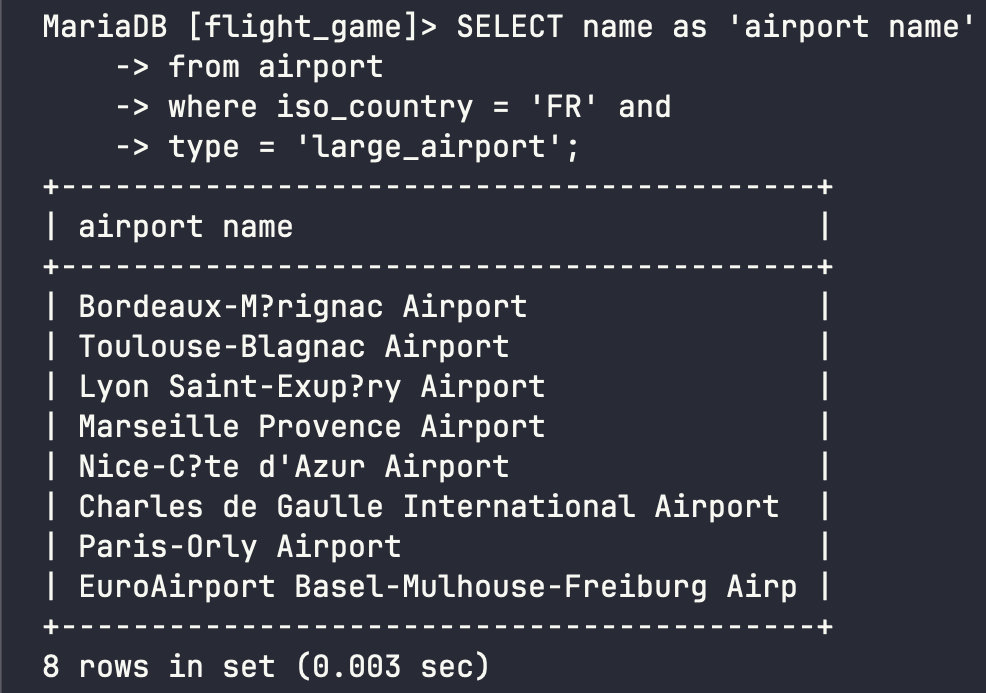 MariaDB [flight_game]> SELECT name as 'airport name'
    -> from airport
    -> where iso_country = 'FR' and
    -> type = 'large_airport';
+------------------------------------------+
| airport name                             |
+------------------------------------------+
| Bordeaux-M?rignac Airport                |
| Toulouse-Blagnac Airport                 |
| Lyon Saint-Exup?ry Airport               |
| Marseille Provence Airport               |
| Nice-C?te d'Azur Airport                 |
| Charles de Gaulle International Airport  |
| Paris-Orly Airport                       |
| EuroAirport Basel-Mulhouse-Freiburg Airp |
+------------------------------------------+
8 rows in set (0.003 sec)